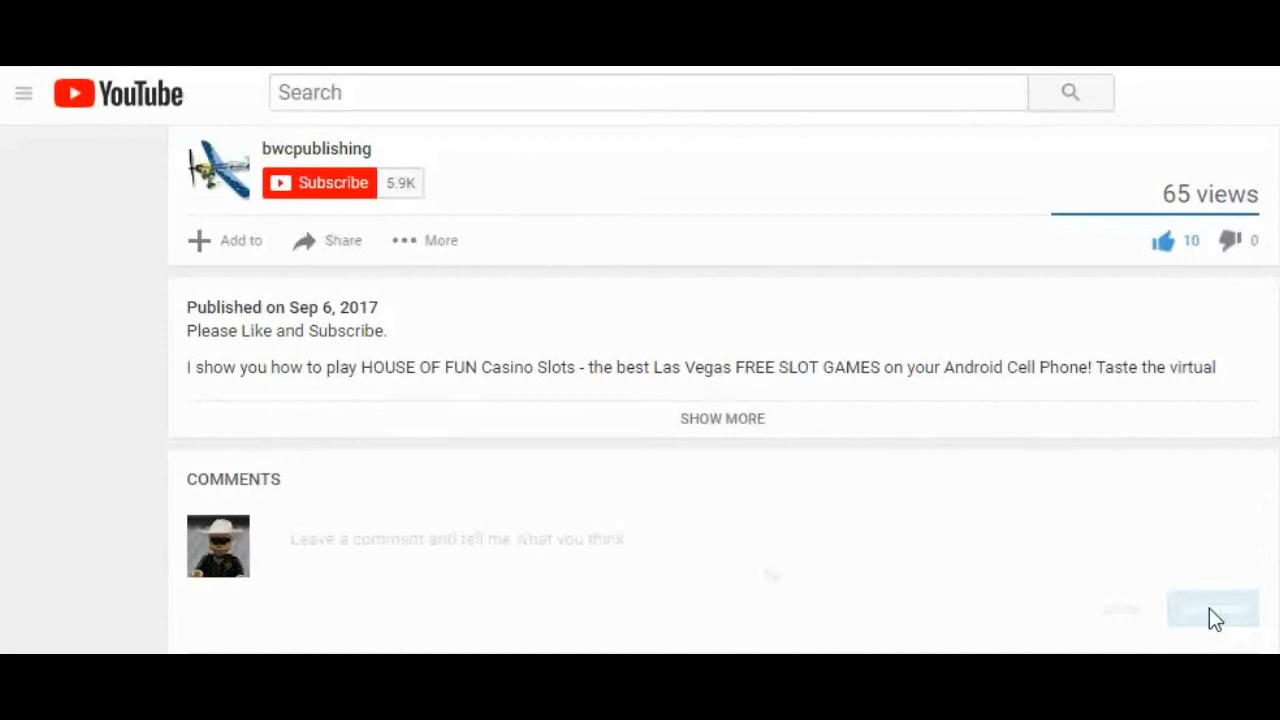 YouTube
Search
bwcpublishing
Subscribe 5.9K
65 views
Add to Share More
10 0
Published on Sep 6, 2017
Please Like and Subscribe.
I show you how to play HOUSE OF FUN Casino Slots - the best Las Vegas FREE SLOT GAMES on your Android Cell Phone! Taste the virtual
SHOW MORE
COMMENTS
Leave a comment and tell me what you think